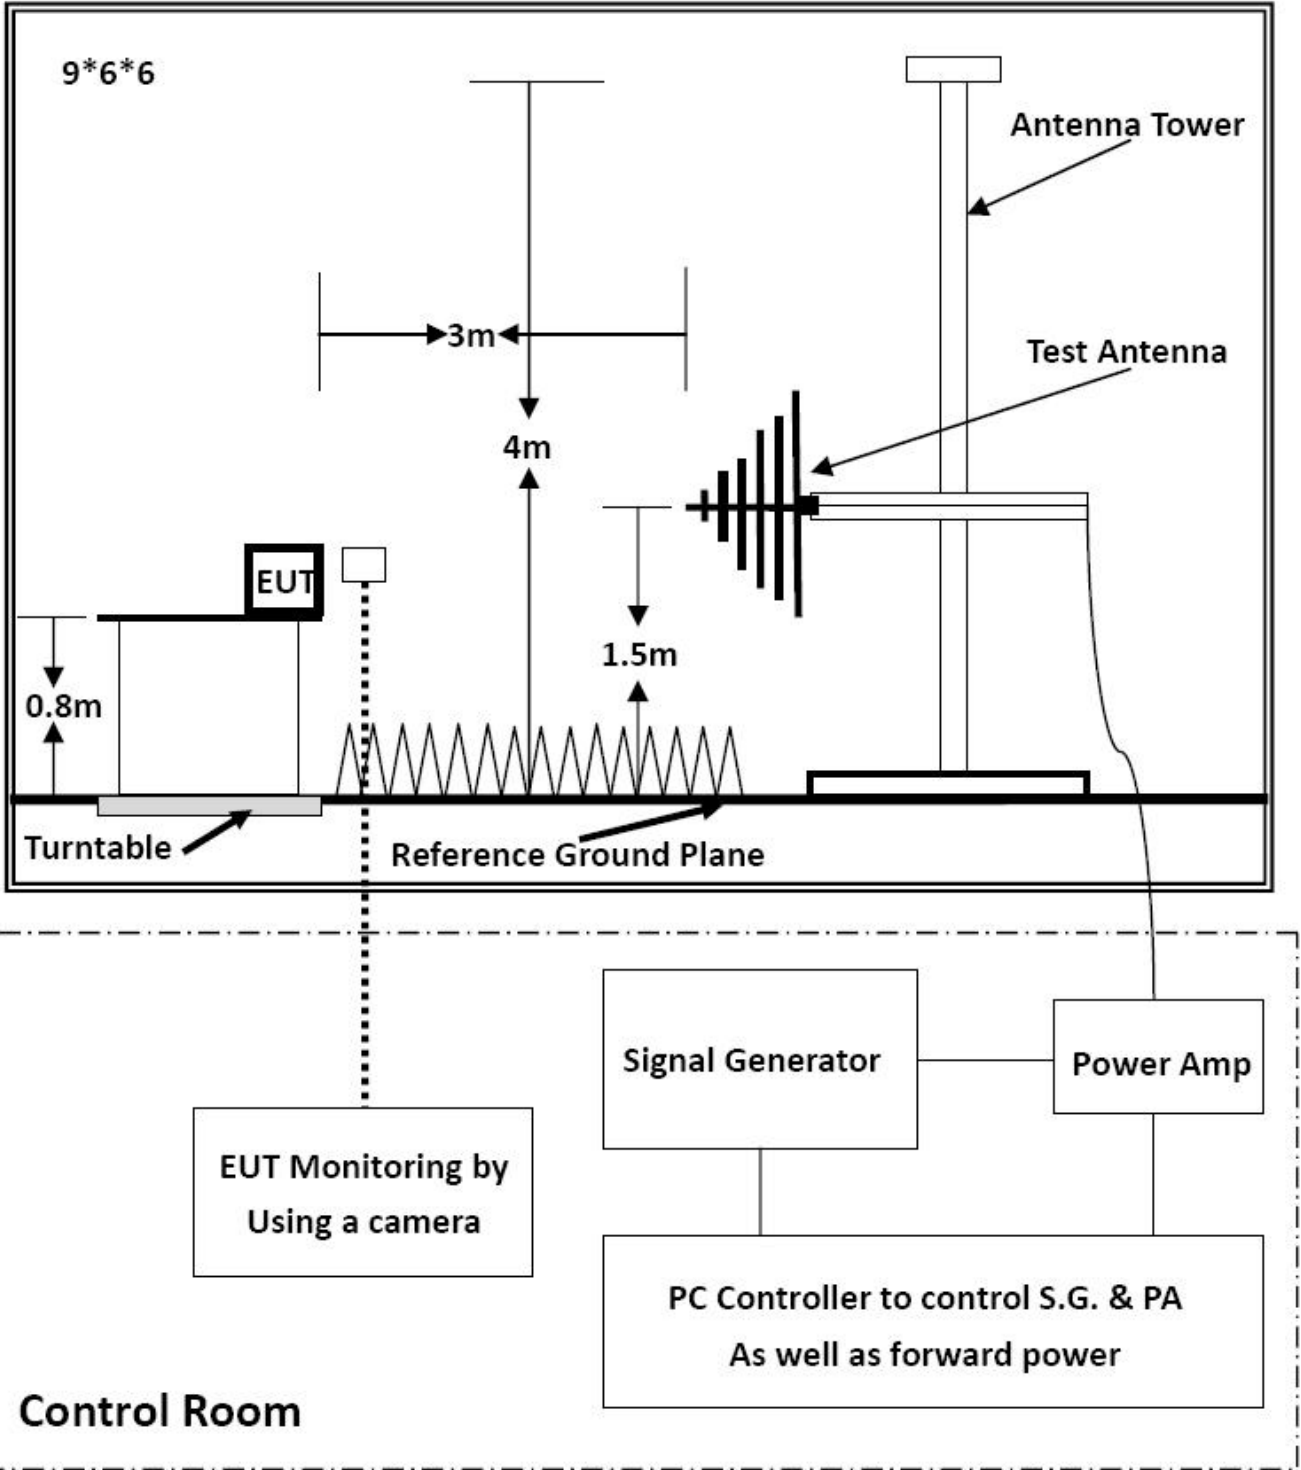 9*6*6
Antenna Tower
3m
Test Antenna
4m
EUT
1.5m
0.8m
Turntable
Reference Ground Plane
Signal Generator
Power Amp
EUT Monitoring by
Using a camera
PC Controller to control S.G. & PA
As well as forward power
Control Room